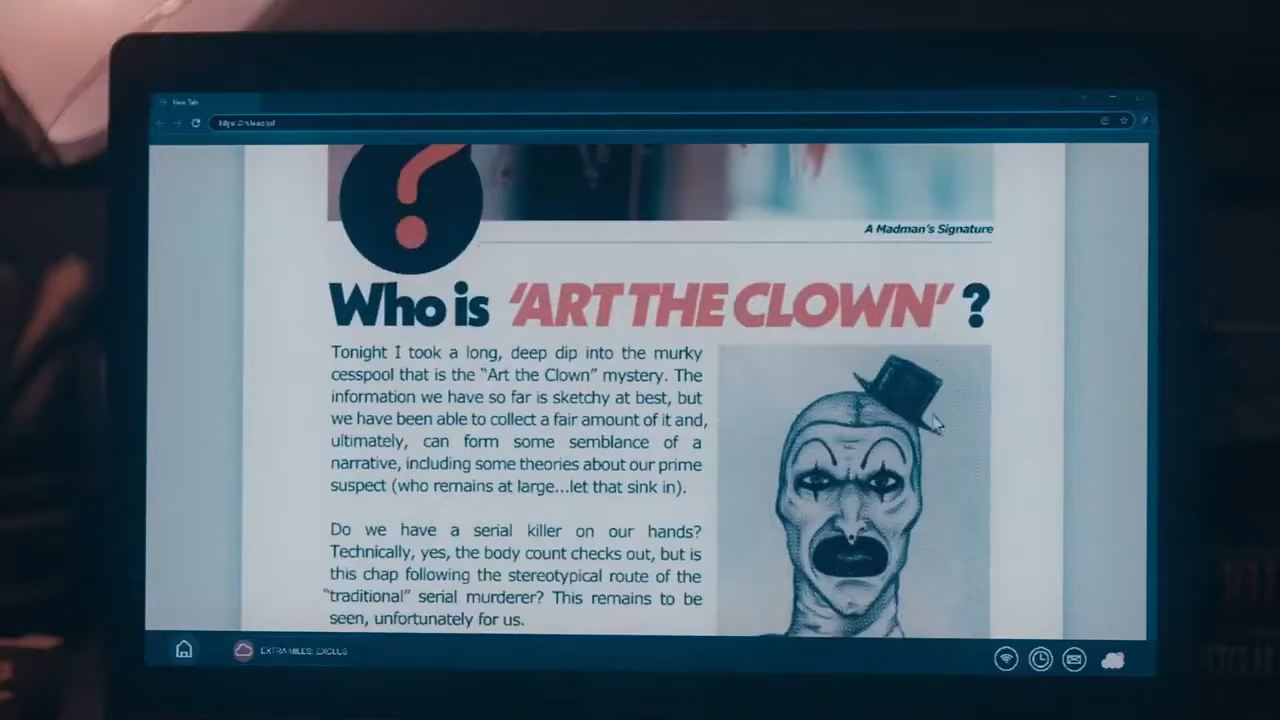 New Tab
A Madman's Signature
Who is 'ART THE CLOWN' ?
Tonight I took a long, deep dip into the murky
cesspool that is the “Art the Clown” mystery. The
information we have so far is sketchy at best, but
we have been able to collect a fair amount of it and,
ultimately, can form some semblance of a
narrative, including some theories about our prime
suspect (who remains at large...let that sink in).
Do we have a serial killer on our hands?
Technically, yes, the body count checks out, but is
this chap following the stereotypical route of the
“traditional” serial murderer? This remains to be
seen, unfortunately for us.
EXTRA MILES: EXCLUS